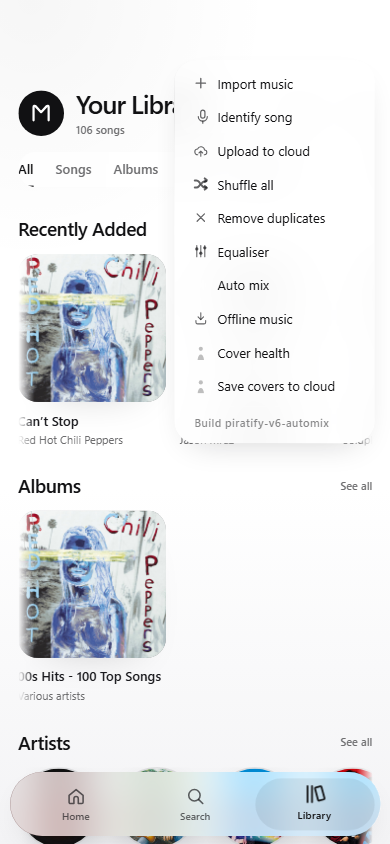 M
Your Libra
106 songs
All
Songs
Albums
Import music
Identify song
Upload to cloud
Shuffle all
Remove duplicates
Equaliser
Auto mix
Offline music
Cover health
Save covers to cloud
Build piratify-v6-automix
Recently Added
RED HOT
Chili
Peppers
Can't Stop
Red Hot Chili Peppers
Albums
See all
RED HOT
Chili
Peppers
00s Hits - 100 Top Songs
Various artists
Artists
See all
Home
Search
Library